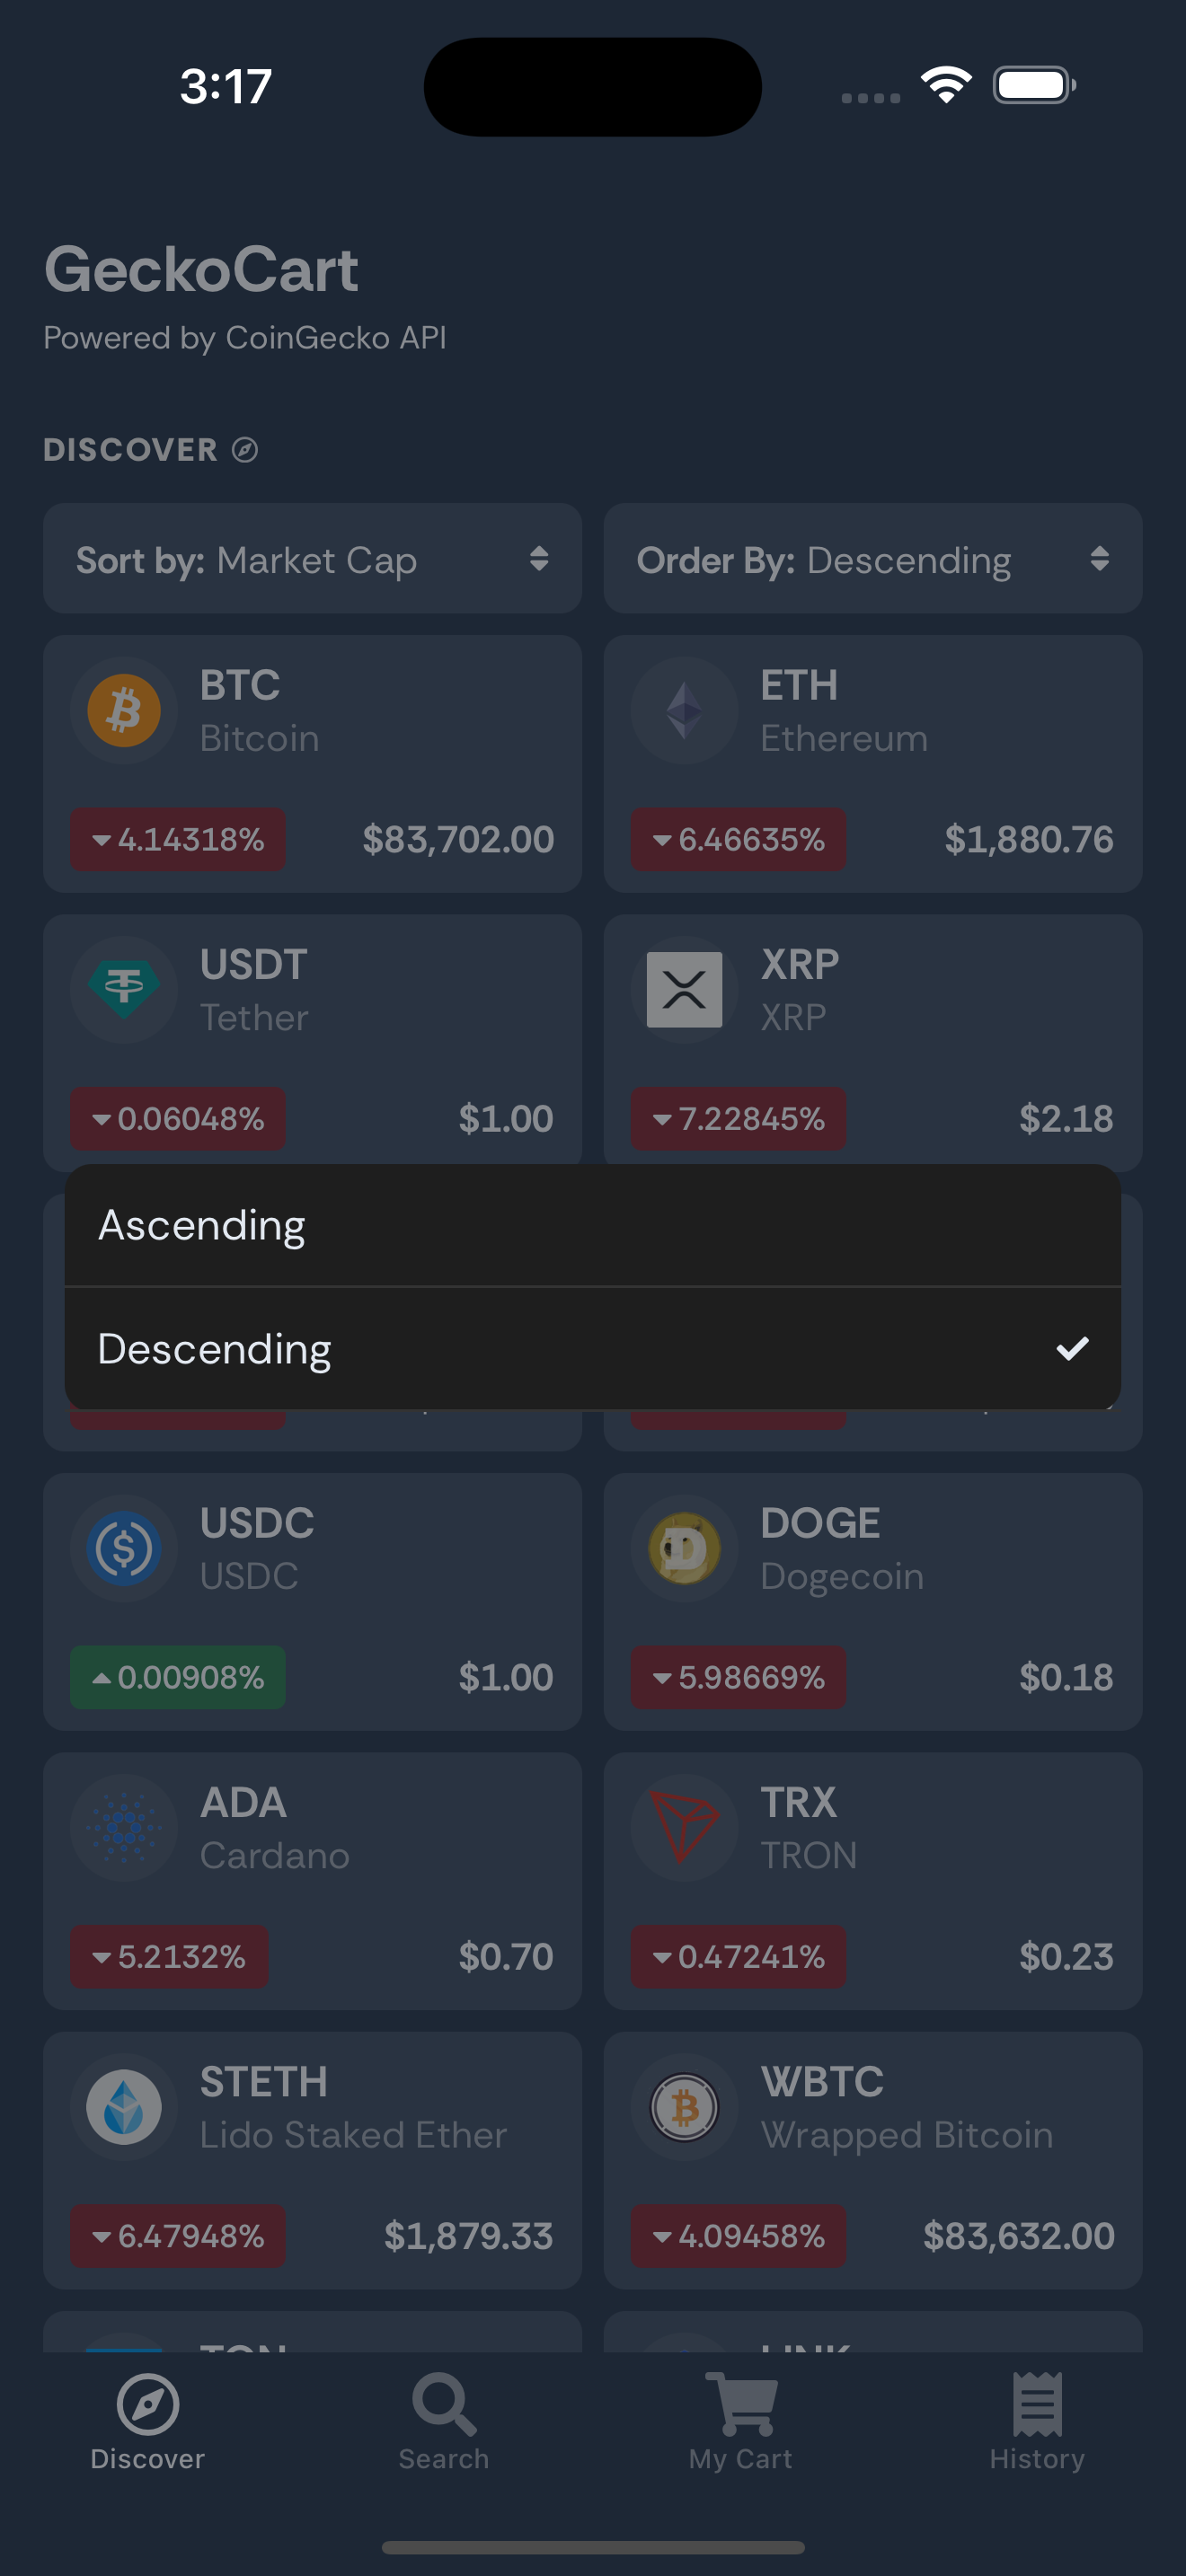 3:17
GeckoCart
Powered by CoinGecko API
DISCOVER
Sort by: Market Cap
Order By: Descending
BTC
Bitcoin
4.14318%
$83,702.00
ETH
Ethereum
6.46635%
$1,880.76
USDT
Tether
0.06048%
$1.00
XRP
XRP
7.22845%
$2.18
Ascending
Descending
USDC
USDC
0.00908%
$1.00
DOGE
Dogecoin
5.98669%
$0.18
ADA
Cardano
5.2132%
$0.70
TRX
TRON
0.47241%
$0.23
STETH
Lido Staked Ether
6.47948%
$1,879.33
WBTC
Wrapped Bitcoin
4.09458%
$83,632.00
Discover
Search
My Cart
History